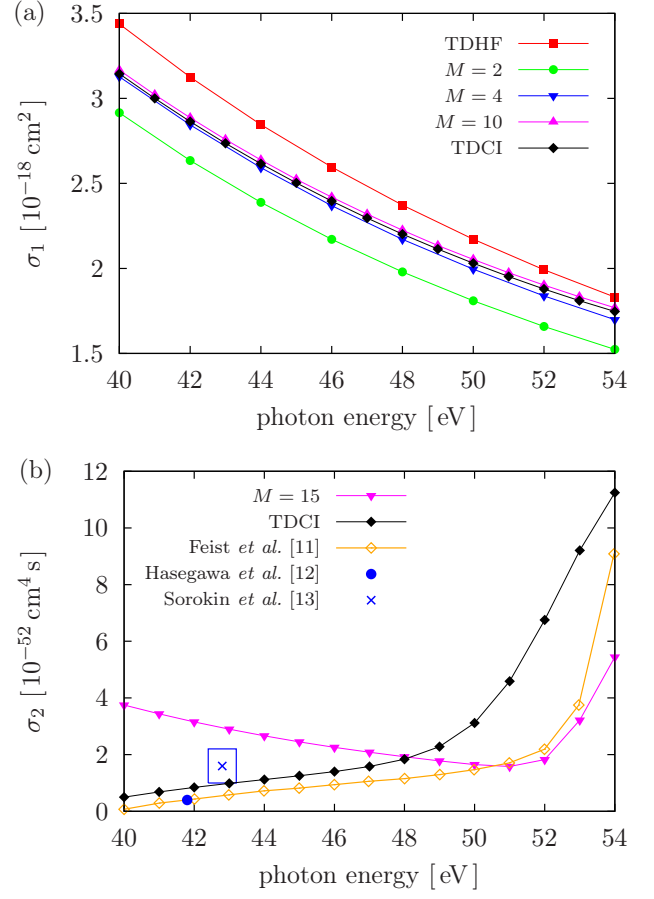 (a)
3.5
3
2.5
2
1.5
σ₁ [10⁻¹⁸ cm²]
TDHF
M = 2
M = 4
M = 10
TDCI
40 42 44 46 48 50 52 54
photon energy [eV]
(b)
12
10
8
6
4
2
0
σ₂ [10⁻⁵² cm⁴ s]
M = 15
TDCI
Feist et al. [11]
Hasegawa et al. [12]
Sorokin et al. [13]
40 42 44 46 48 50 52 54
photon energy [eV]